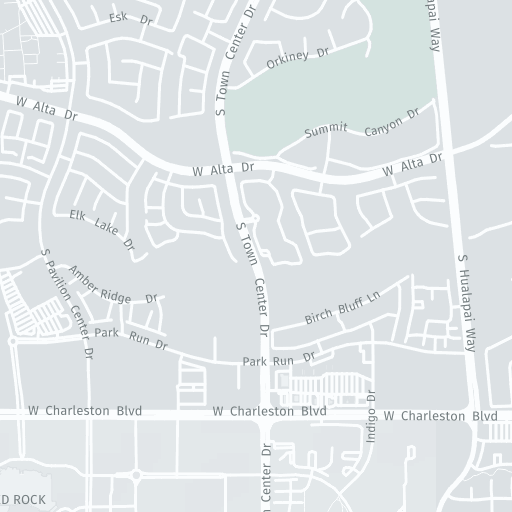 Esk Dr
S Town Center Dr
Hualapai Way
Orkiney Dr
W Alta Dr
Summit Canyon Dr
W Alta Dr
W Alta Dr
Elk Lake Dr
S Town Center Dr
S Pavilion Center Dr
Amber Ridge Dr
S Hualapai Way
Birch Bluff Ln
Park Run Dr
Park Run Dr
Indigo Dr
W Charleston Blvd
W Charleston Blvd
W Charleston Blvd
Center Dr
D ROCK